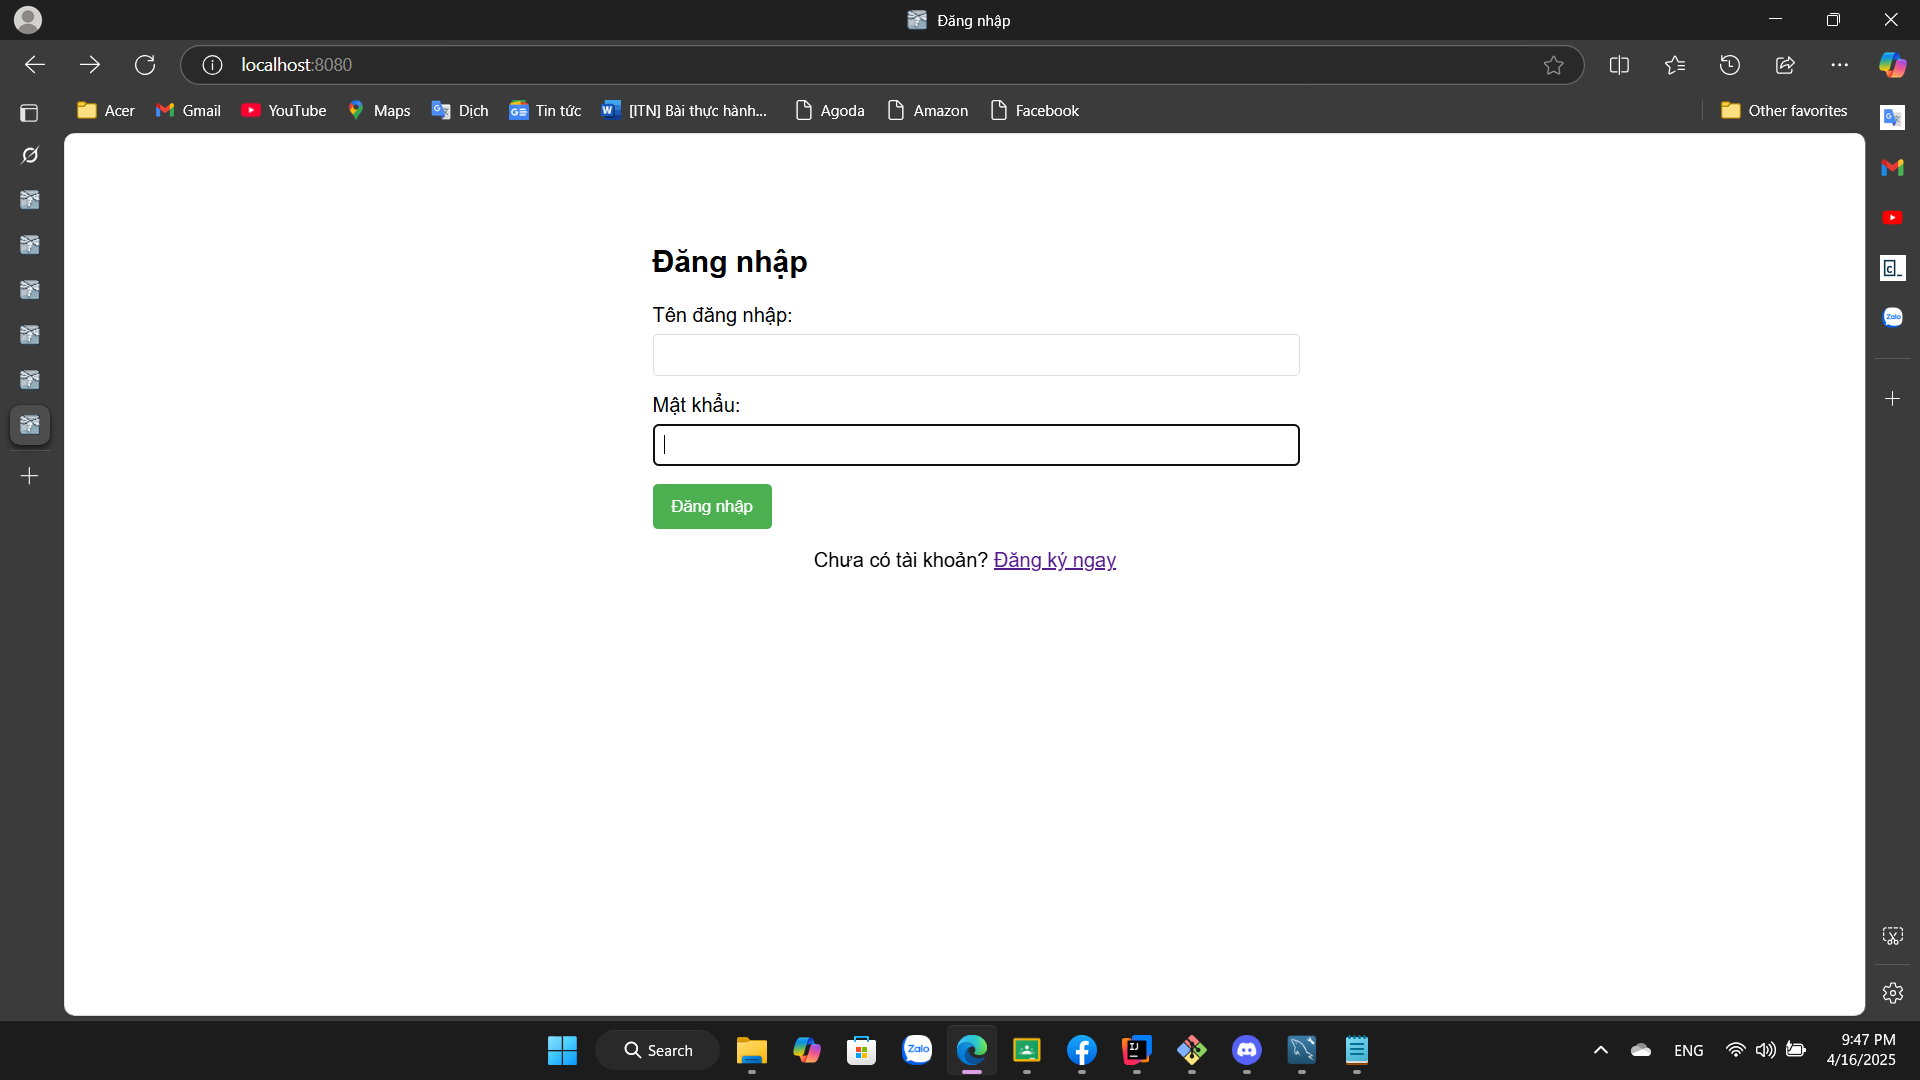 Đăng nhập
localhost:8080
Acer
Gmail
YouTube
Maps
Dịch
Tin tức
[ITN] Bài thực hành...
Agoda
Amazon
Facebook
Other favorites
Đăng nhập
Tên đăng nhập:
Mật khẩu:
Đăng nhập
Chưa có tài khoản? Đăng ký ngay
Search
Zalo
ENG
9:47 PM
4/16/2025